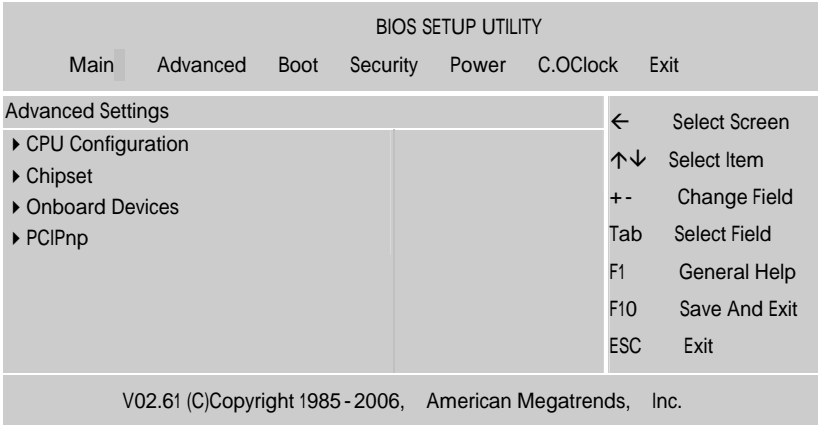 BIOS SETUP UTILITY
Main Advanced Boot Security Power C.OClock Exit
Advanced Settings
CPU Configuration
Chipset
Onboard Devices
PCIPnp
← Select Screen
↑↓ Select Item
+ - Change Field
Tab Select Field
F1 General Help
F10 Save And Exit
ESC Exit
V02.61 (C)Copyright 1985 - 2006, American Megatrends, Inc.